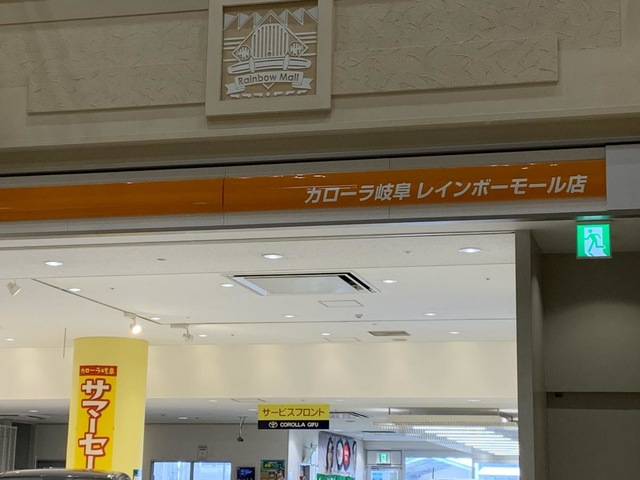 Rainbow Mall
カローラ岐阜 レインボーモール店
カローラ岐阜
サマーセー
サービスフロント
COROLLA GIFU